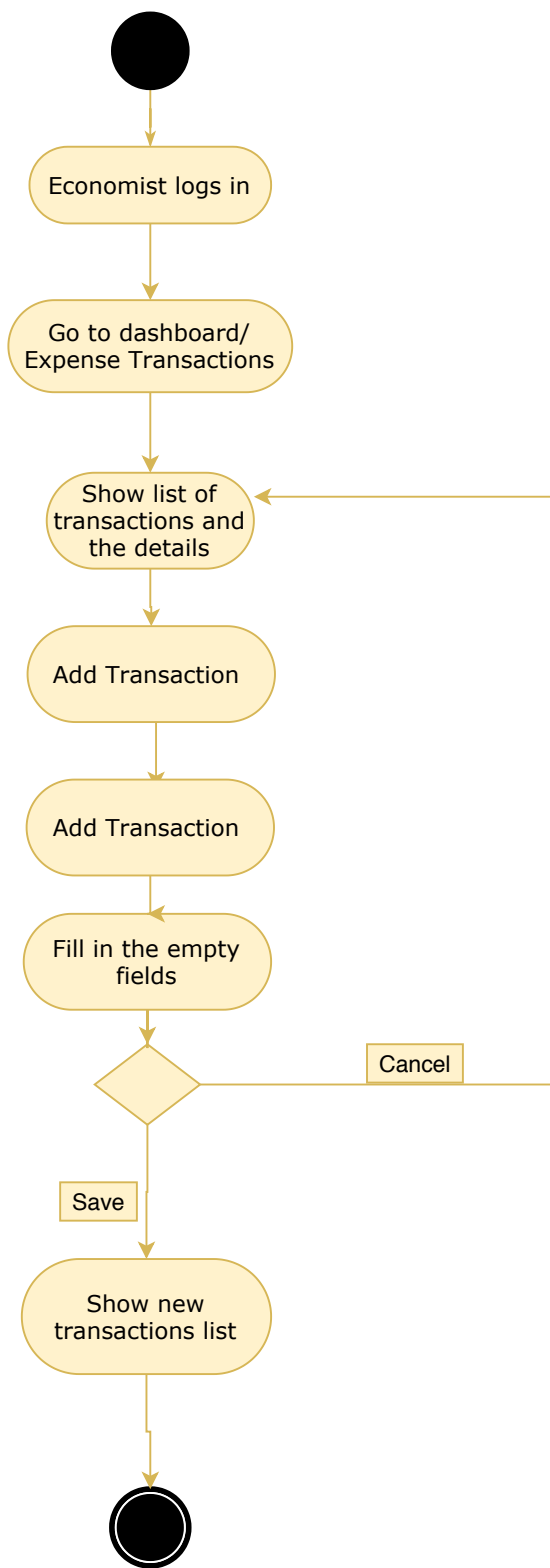 Economist logs in
Go to dashboard/
Expense Transactions
Show list of
transactions and
the details
Add Transaction
Add Transaction
Fill in the empty
fields
Cancel
Save
Show new
transactions list